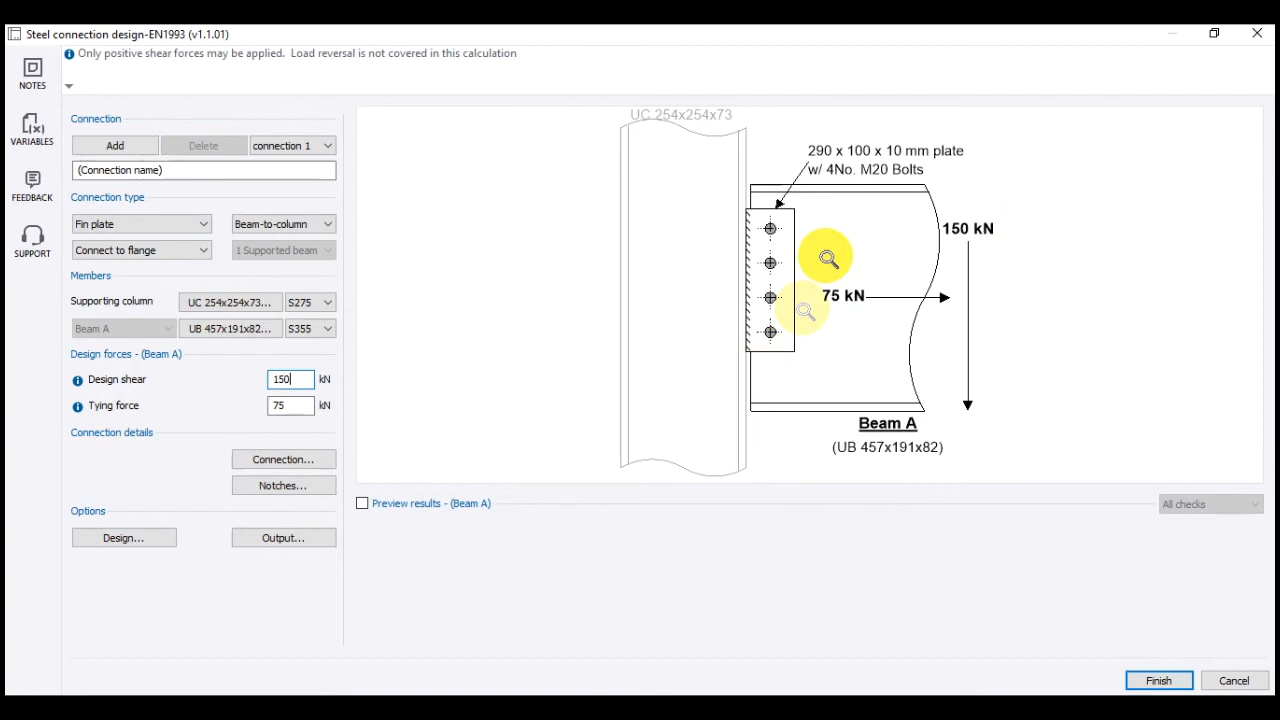 Steel connection design-EN1993 (v1.1.01)
Only positive shear forces may be applied. Load reversal is not covered in this calculation
NOTES
VARIABLES
FEEDBACK
SUPPORT
Connection
Add
Delete
connection 1
(Connection name)
Connection type
Fin plate
Beam-to-column
Connect to flange
1 Supported beam
Members
Supporting column
UC 254x254x73...
S275
Beam A
UB 457x191x82...
S355
Design forces - (Beam A)
Design shear
150
kN
Tying force
75
kN
Connection details
Connection...
Notches...
Options
Design...
Output...
UC 254x254x73
290 x 100 x 10 mm plate
w/ 4No. M20 Bolts
150 kN
75 kN
Beam A
(UB 457x191x82)
Preview results - (Beam A)
All checks
Finish
Cancel